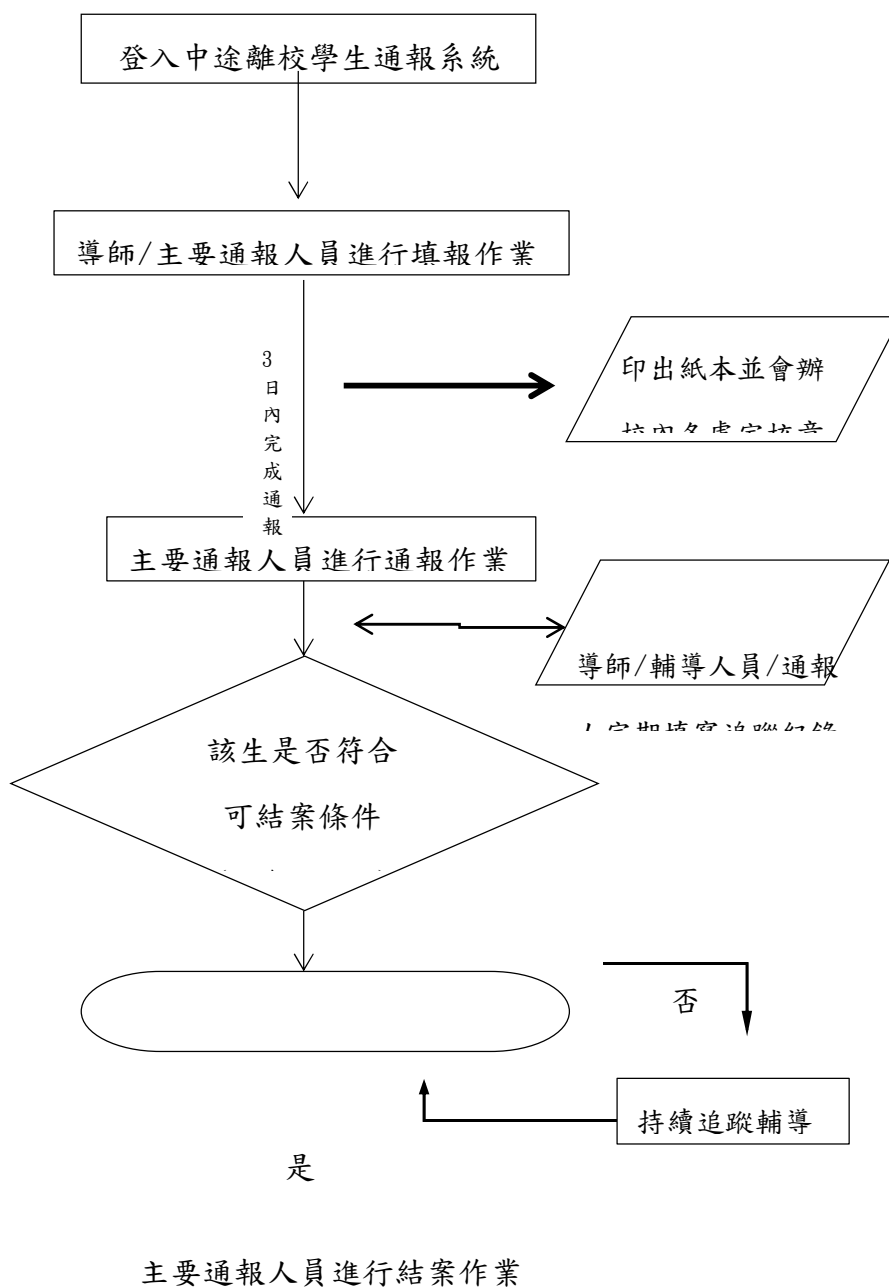 登入中途離校學生通報系統
導師/主要通報人員進行填報作業
3日內完成通報
印出紙本並會辦
主要通報人員進行通報作業
導師/輔導人員/通報
該生是否符合
可結案條件
否
持續追蹤輔導
是
主要通報人員進行結案作業